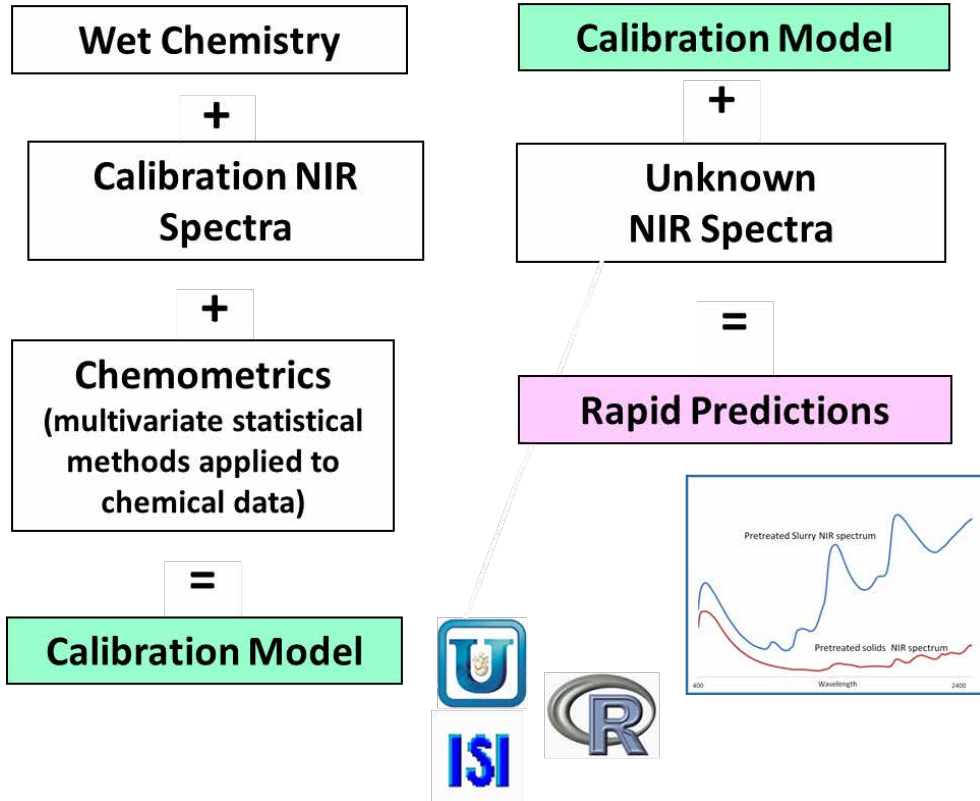 Wet Chemistry
+
Calibration NIR
Spectra
+
Chemometrics
(multivariate statistical
methods applied to
chemical data)
=
Calibration Model
Calibration Model
+
Unknown
NIR Spectra
=
Rapid Predictions
Pretreated Slurry NIR spectrum
Pretreated solids NIR spectrum
400
Wavelength
2400
U
R
ISI